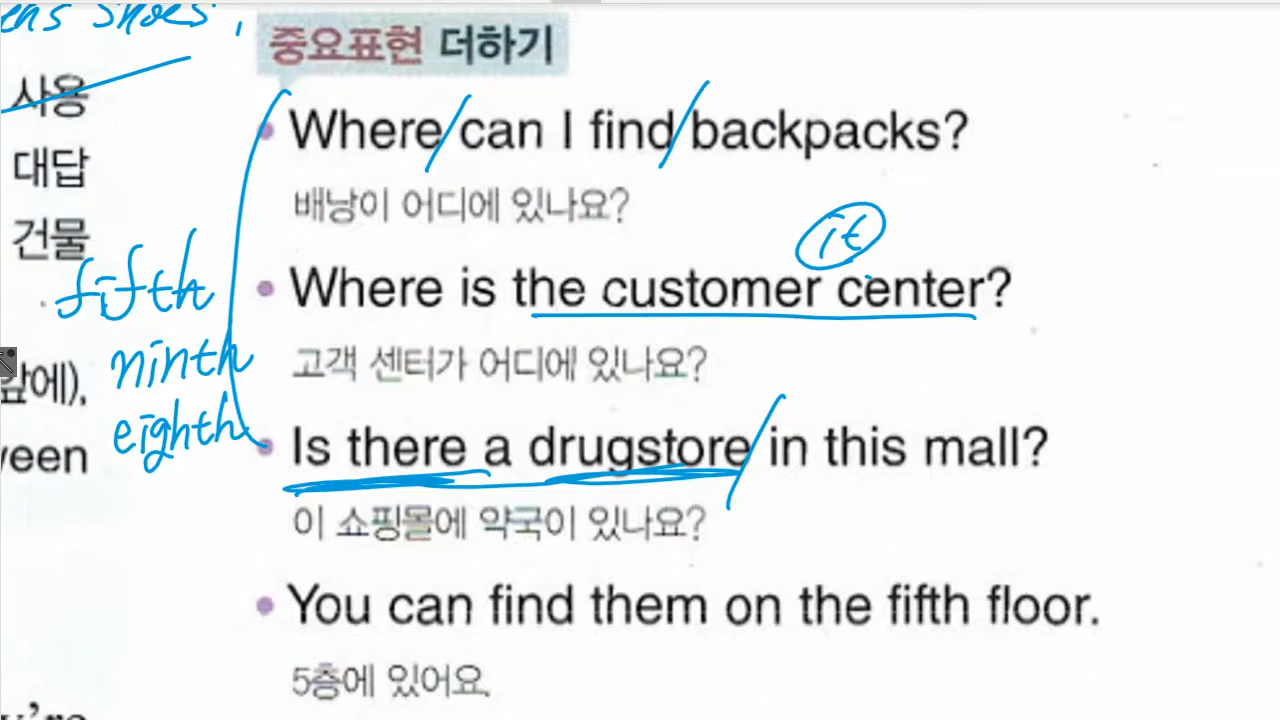 ens shoes.
중요표현 더하기
사용
Where can I find backpacks?
대답
배낭이 어디에 있나요?
건물
it
fifth
Where is the customer center?
ninth
고객 센터가 어디에 있나요?
앞에),
eighth
Is there a drugstore in this mall?
veen
이 쇼핑몰에 약국이 있나요?
You can find them on the fifth floor.
5층에 있어요.